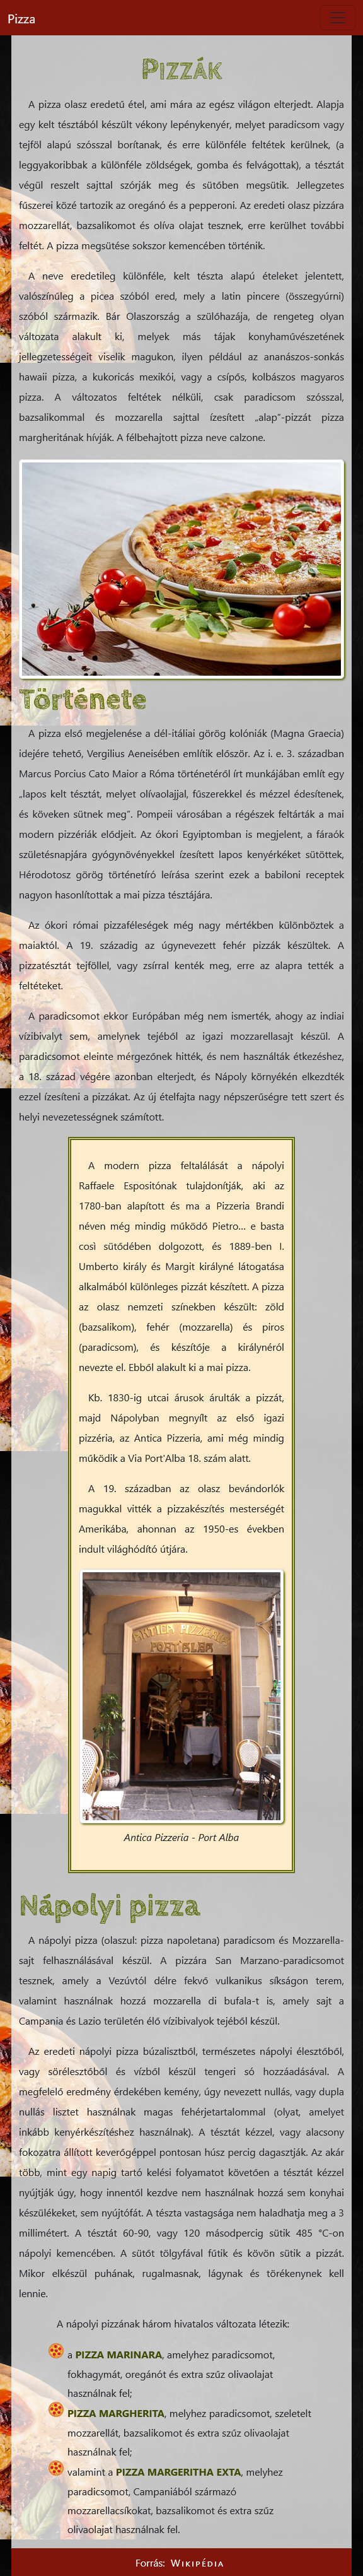 Pizza
Pizzák
A pizza olasz eredetű étel, ami mára az egész világon elterjedt. Alapja
egy kelt tésztából készült vékony lepénykenyér, melyet paradicsom vagy
tejföl alapú szósszal borítanak, és erre különféle feltétek kerülnek, (a
leggyakoribbak a különféle zöldségek, gomba és felvágottak), a tésztát
végül reszelt sajttal szórják meg és sütőben megsütik. Jellegzetes
fűszerei közé tartozik az oregánó és a pepperoni. Az eredeti olasz pizzára
mozzarellát, bazsalikomot és olíva olajat tesznek, erre kerülhet további
feltét. A pizza megsütése sokszor kemencében történik.
A neve eredetileg különféle, kelt tészta alapú ételeket jelentett,
valószínűleg a picea szóból ered, mely a latin pincere (összegyúrni)
szóból származik. Bár Olaszország a szülőhazája, de rengeteg olyan
változata alakult ki, melyek más tájak konyhaművészetének
jellegzetességeit viselik magukon, ilyen például az ananászos-sonkás
hawaii pizza, a kukoricás mexikói, vagy a csípős, kolbászos magyaros
pizza. A változatos feltétek nélküli, csak paradicsom szósszal,
bazsalikommal és mozzarella sajttal ízesített „alap”-pizzát pizza
margheritának hívják. A félbehajtott pizza neve calzone.
Története
A pizza első megjelenése a dél-itáliai görög kolóniák (Magna Graecia)
idejére tehető, Vergilius Aeneisében említik először. Az i. e. 3. században
Marcus Porcius Cato Maior a Róma történetéről írt munkájában említ egy
„lapos kelt tésztát, melyet olívaolajjal, fűszerekkel és mézzel édesítenek,
és köveken sütnek meg”. Pompeii városában a régészek feltárták a mai
modern pizzériák elődjeit. Az ókori Egyiptomban is megjelent, a fáraók
születésnapjára gyógynövényekkel ízesített lapos kenyérkéket sütöttek,
Hérodotosz görög történetíró leírása szerint ezek a babiloni receptek
nagyon hasonlítottak a mai pizza tésztájára.
Az ókori római pizzaféleségek még nagy mértékben különböztek a
maiaktól. A 19. századig az úgynevezett fehér pizzák készültek. A
pizzatésztát tejföllel, vagy zsírral kenték meg, erre az alapra tették a
feltéteket.
A paradicsomot ekkor Európában még nem ismerték, ahogy az indiai
vízibivalyt sem, amelynek tejéből az igazi mozzarellasajt készül. A
paradicsomot eleinte mérgezőnek hitték, és nem használták étkezéshez,
a 18. század végére azonban elterjedt, és Nápoly környékén elkezdték
ezzel ízesíteni a pizzákat. Az új ételfajta nagy népszerűségre tett szert és
helyi nevezetességnek számított.
A modern pizza feltalálását a nápolyi
Raffaele Espositónak tulajdonítják, aki az
1780-ban alapított és ma a Pizzeria Brandi
néven még mindig működő Pietro... e basta
così sütődében dolgozott, és 1889-ben I.
Umberto király és Margit királyné látogatása
alkalmából különleges pizzát készített. A pizza
az olasz nemzeti színekben készült: zöld
(bazsalikom), fehér (mozzarella) és piros
(paradicsom), és készítője a királynéról
nevezte el. Ebből alakult ki a mai pizza.
Kb. 1830-ig utcai árusok árulták a pizzát,
majd Nápolyban megnyílt az első igazi
pizzéria, az Antica Pizzeria, ami még mindig
működik a Via Port'Alba 18. szám alatt.
A 19. században az olasz bevándorlók
magukkal vitték a pizzakészítés mesterségét
Amerikába, ahonnan az 1950-es években
indult világhódító útjára.
Antica Pizzeria - Port Alba
Nápolyi pizza
A nápolyi pizza (olaszul: pizza napoletana) paradicsom és Mozzarella-
sajt felhasználásával készül. A pizzára San Marzano-paradicsomot
tesznek, amely a Vezúvtól délre fekvő vulkanikus síkságon terem,
valamint használnak hozzá mozzarella di bufala-t is, amely sajt a
Campania és Lazio területén élő vízibivalyok tejéből készül.
Az eredeti nápolyi pizza búzalisztből, természetes nápolyi élesztőből,
vagy sörélesztőből és vízből készül tengeri só hozzáadásával. A
megfelelő eredmény érdekében kemény, úgy nevezett nullás, vagy dupla
nullás lisztet használnak magas fehérjetartalommal (olyat, amelyet
inkább kenyérkészítéshez használnak). A tésztát kézzel, vagy alacsony
fokozatra állított keverőgéppel pontosan húsz percig dagasztják. Az akár
több, mint egy napig tartó kelési folyamatot követően a tésztát kézzel
nyújtják úgy, hogy innentől kezdve nem használnak hozzá sem konyhai
készülékeket, sem nyújtófát. A tészta vastagsága nem haladhatja meg a 3
millimétert. A tésztát 60-90, vagy 120 másodpercig sütik 485 °C-on
nápolyi kemencében. A sütőt tölgyfával fűtik és kövön sütik a pizzát.
Mikor elkészül puhának, rugalmasnak, lágynak és törékenynek kell
lennie.
A nápolyi pizzának három hivatalos változata létezik:
a PIZZA MARINARA, amelyhez paradicsomot,
fokhagymát, oregánót és extra szűz olivaolajat
használnak fel;
PIZZA MARGHERITA, melyhez paradicsomot, szeletelt
mozzarellát, bazsalikomot és extra szűz olivaolajat
használnak fel;
valamint a PIZZA MARGERITHA EXTA, melyhez
paradicsomot, Campaniából származó
mozzarellacsíkokat, bazsalikomot és extra szűz
olivaolajat használnak fel.
Forrás: Wikipédia